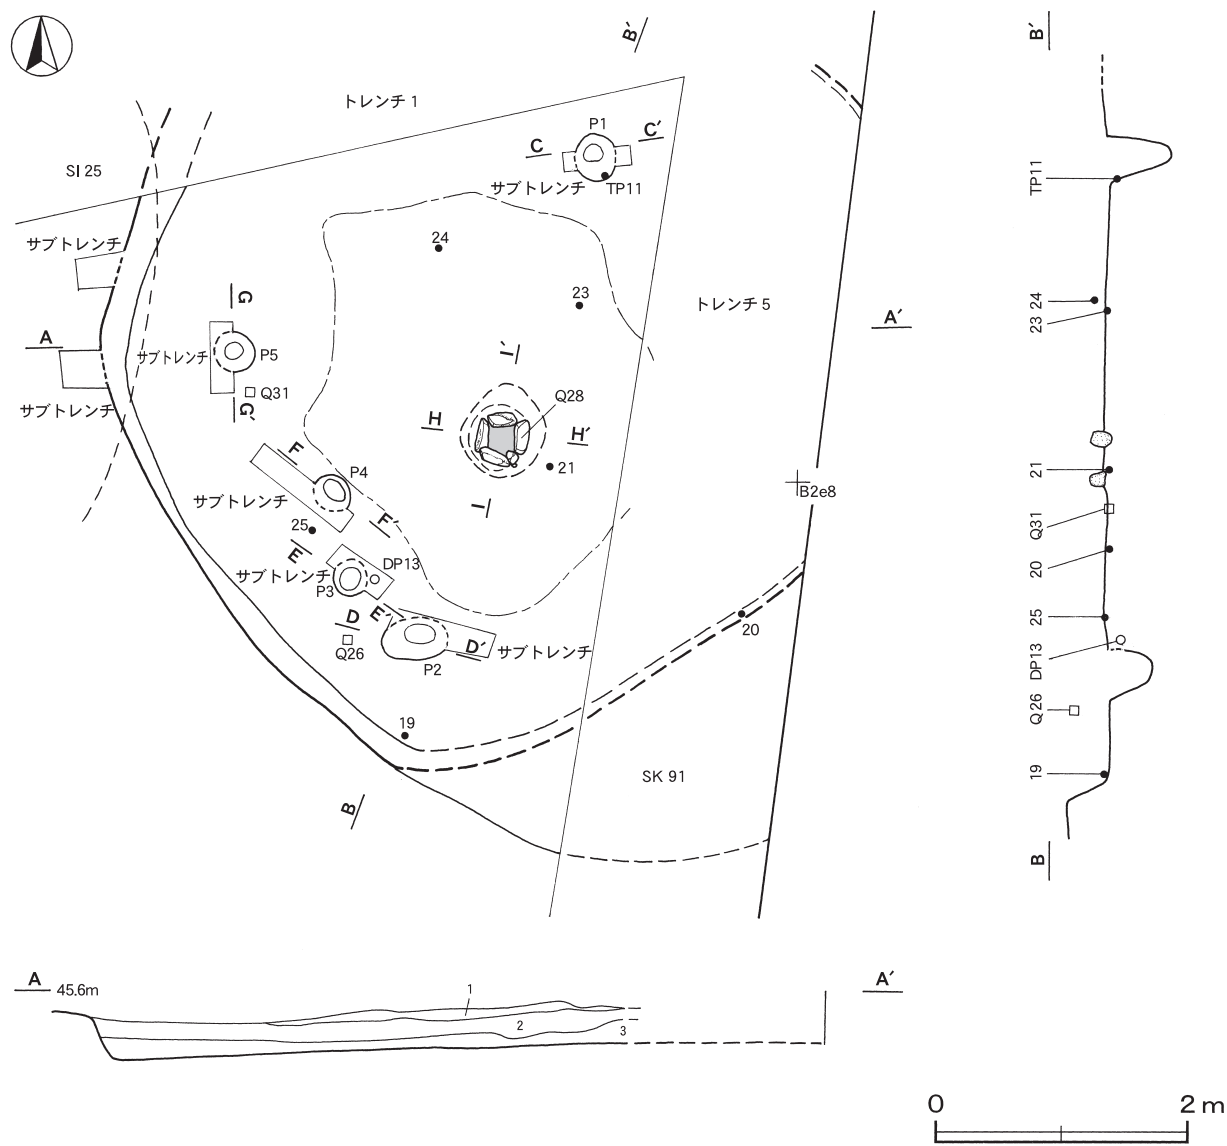 B′
B′
トレンチ 1
P1
C
C′
SI 25
サブトレンチ
TP11
TP11
サブトレンチ
24
G
23
トレンチ 5
24
23
A
A′
I′
サブトレンチ
P5
Q31
Q28
サブトレンチ
G′
H
H′
F
21
21
P4
B2e8
サブトレンチ
Q31
25
F′
E
DP13
20
サブトレンチ
P3
I
E′
D
20
25
Q26
D′
サブトレンチ
P2
DP13
Q26
19
SK 91
19
B
B
A
45.6m
1
A′
2
3
0
2 m